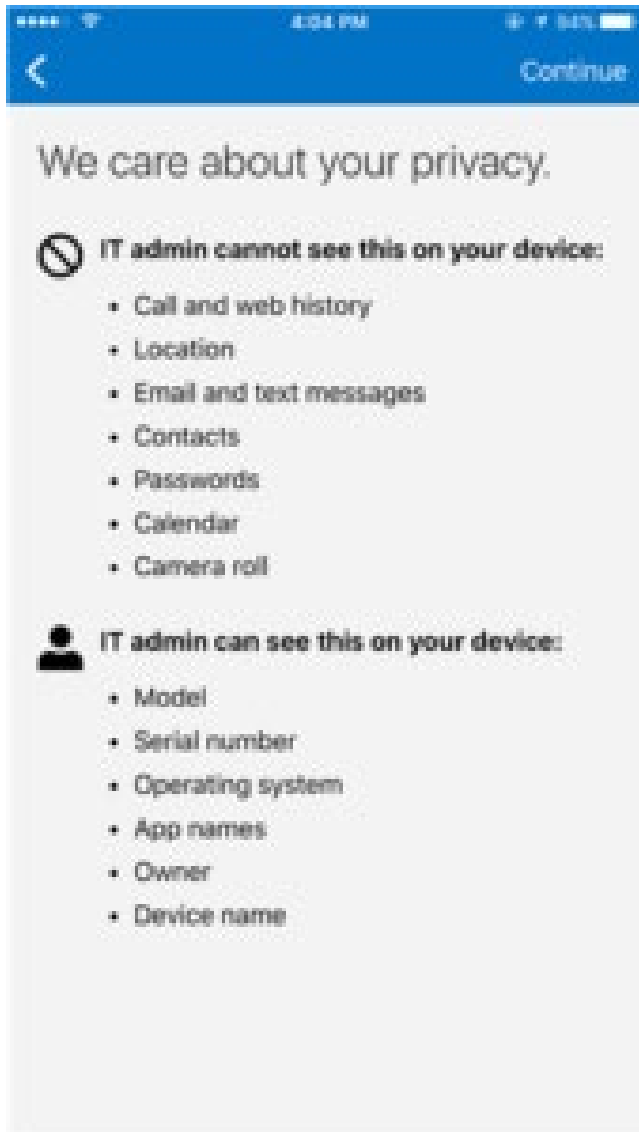 4:04 PM
94%
Continue
We care about your privacy.
IT admin cannot see this on your device:
• Call and web history
• Location
• Email and text messages
• Contacts
• Passwords
• Calendar
• Camera roll
IT admin can see this on your device:
• Model
• Serial number
• Operating system
• App names
• Owner
• Device name